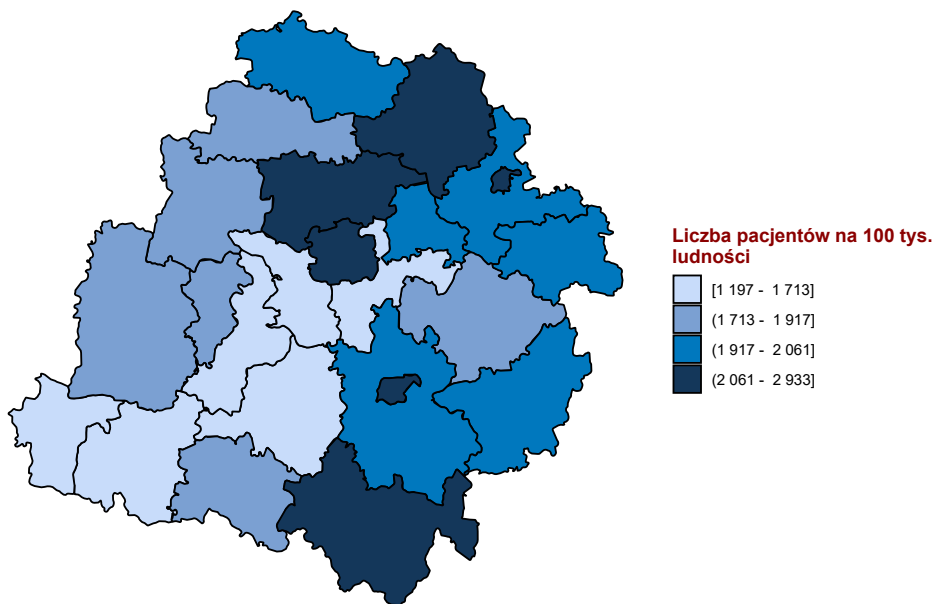 Liczba pacjentów na 100 tys.
ludności
[1 197 - 1 713]
(1 713 - 1 917]
(1 917 - 2 061]
(2 061 - 2 933]